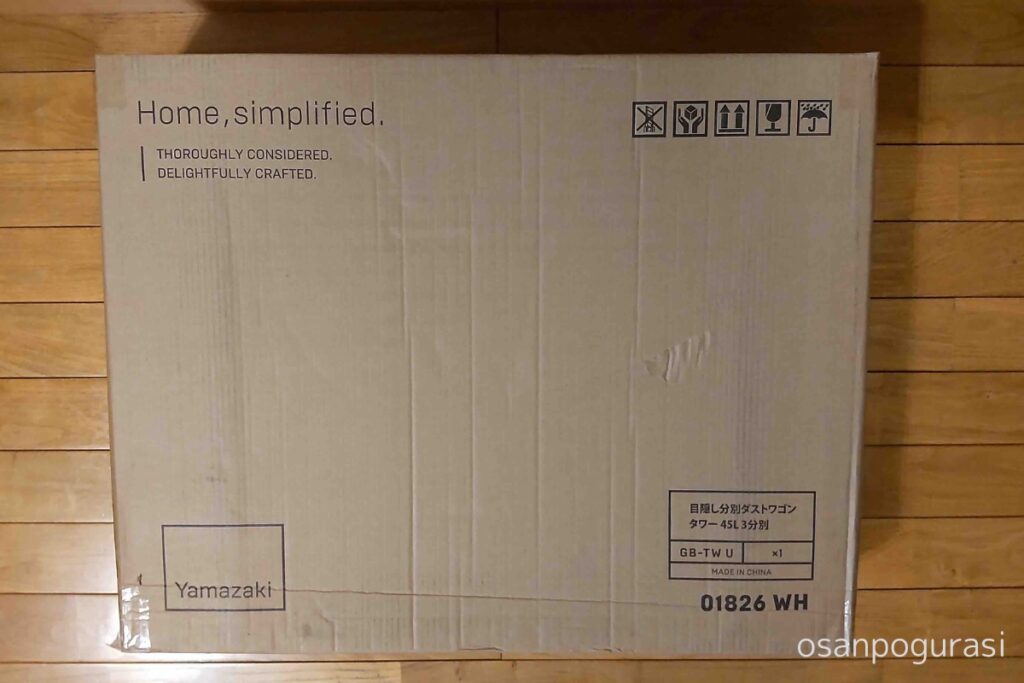 Home, simplified.
THOROUGHLY CONSIDERED.
DELIGHTFULLY CRAFTED.
Yamazaki
目隠し分別ダストワゴン
タワー 45L 3分別
GB-TW U ×1
MADE IN CHINA
01826 WH
osanpogurasi